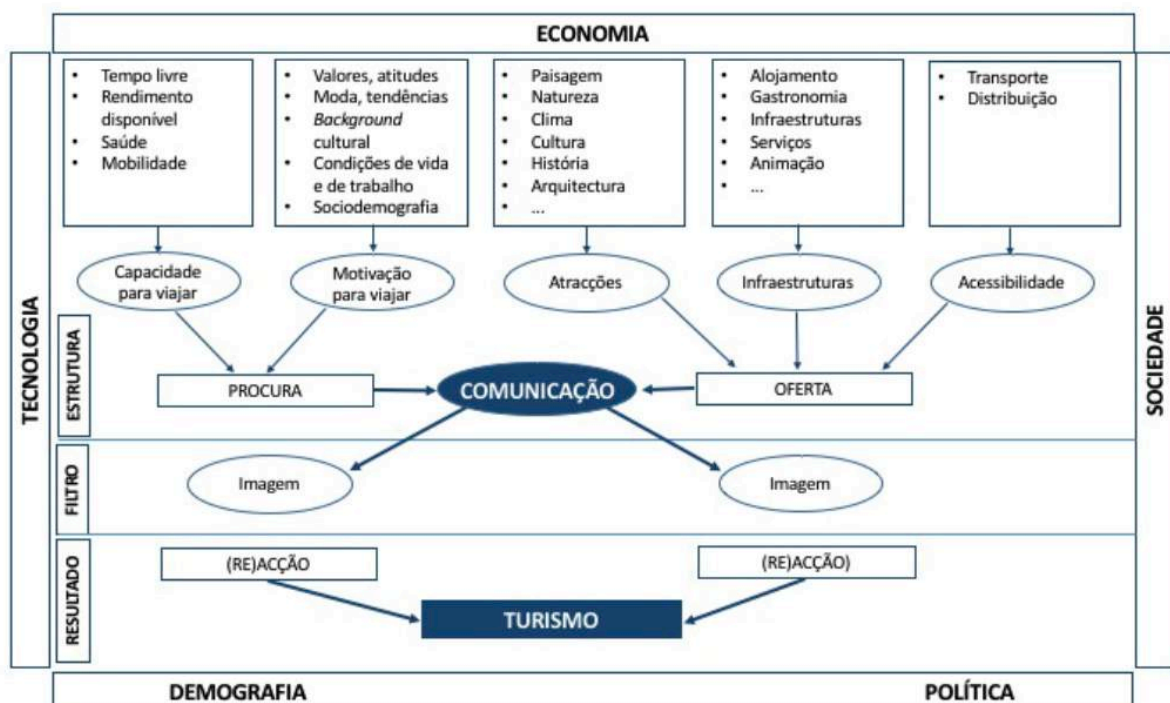 ECONOMIA
TECNOLOGIA
• Tempo livre
• Rendimento
disponível
• Saúde
• Mobilidade
• Valores, atitudes
• Moda, tendências
• Background
cultural
• Condições de vida
e de trabalho
• Sociodemografia
• Paisagem
• Natureza
• Clima
• Cultura
• História
• Arquitectura
• ...
• Alojamento
• Gastronomia
• Infraestruturas
• Serviços
• Animação
• ...
• Transporte
• Distribuição
SOCIEDADE
Capacidade
para viajar
Motivação
para viajar
Atracções
Infraestruturas
Acessibilidade
ESTRUTURA
PROCURA
COMUNICAÇÃO
OFERTA
FILTRO
Imagem
Imagem
RESULTADO
(RE)ACÇÃO
(RE)ACÇÃO)
TURISMO
DEMOGRAFIA
POLÍTICA